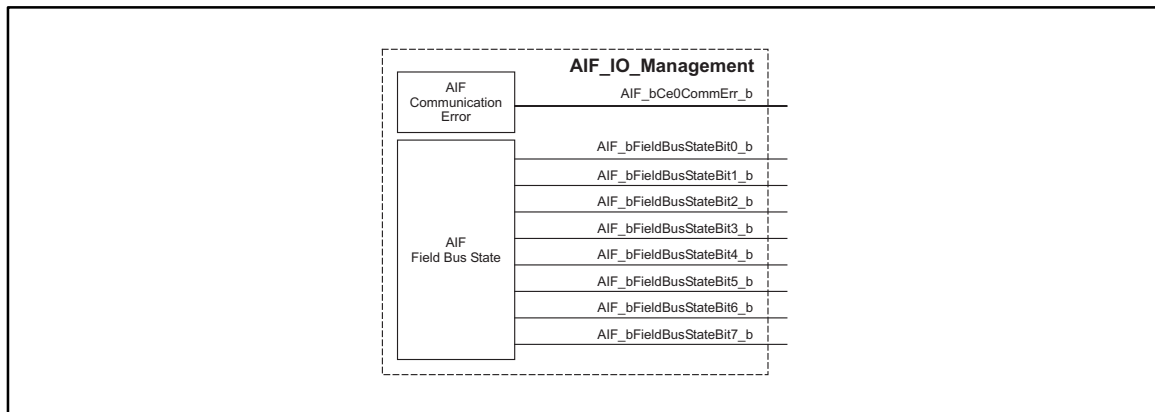 AIF_IO_Management
AIF
Communication
Error
AIF_bCe0CommErr_b
AIF
Field Bus State
AIF_bFieldBusStateBit0_b
AIF_bFieldBusStateBit1_b
AIF_bFieldBusStateBit2_b
AIF_bFieldBusStateBit3_b
AIF_bFieldBusStateBit4_b
AIF_bFieldBusStateBit5_b
AIF_bFieldBusStateBit6_b
AIF_bFieldBusStateBit7_b